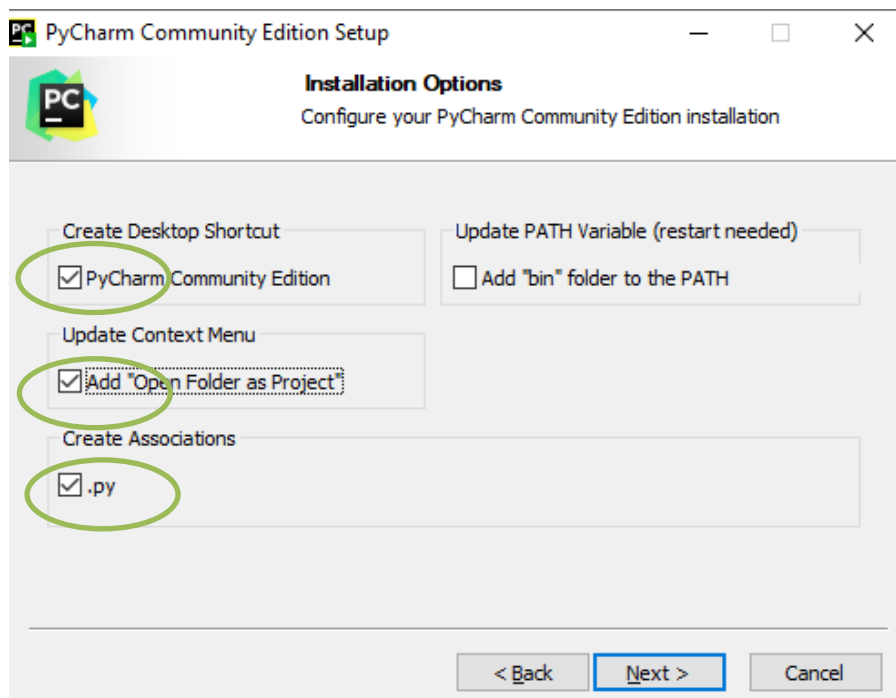 PC PyCharm Community Edition Setup
PC
Installation Options
Configure your PyCharm Community Edition installation
Create Desktop Shortcut
PyCharm Community Edition
Update PATH Variable (restart needed)
Add "bin" folder to the PATH
Update Context Menu
Add "Open Folder as Project"
Create Associations
.py
< Back
Next >
Cancel